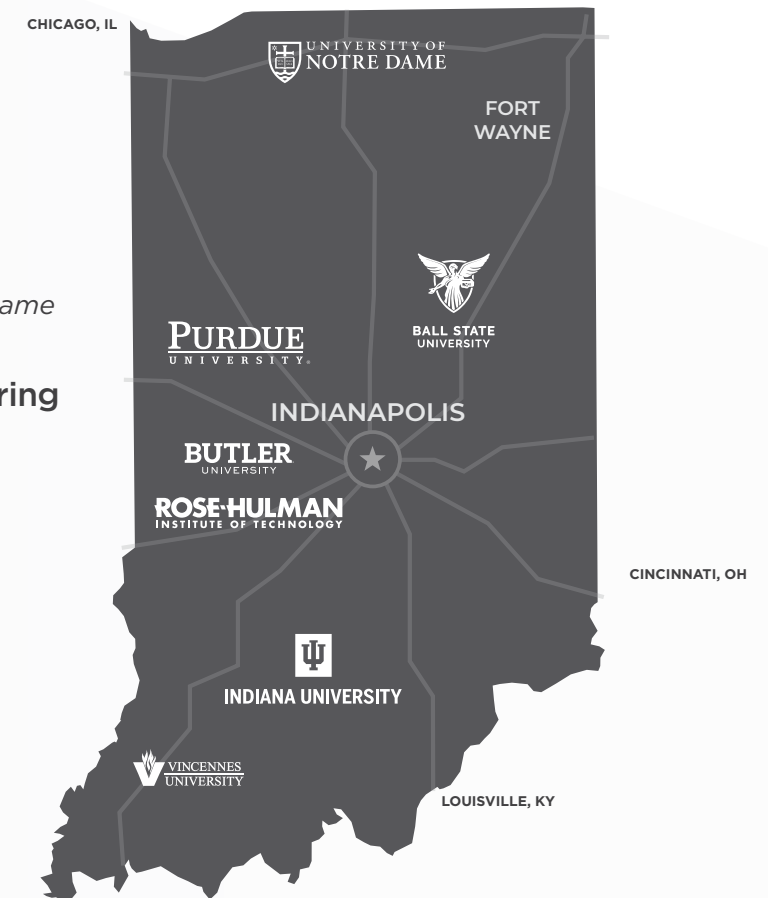 CHICAGO, IL
UNIVERSITY OF
NOTRE DAME
FORT
WAYNE
ame
BALL STATE
UNIVERSITY
PURDUE
UNIVERSITY®
ring
INDIANAPOLIS
BUTLER
UNIVERSITY
ROSE-HULMAN
INSTITUTE OF TECHNOLOGY
CINCINNATI, OH
INDIANA UNIVERSITY
VINCENNES
UNIVERSITY
LOUISVILLE, KY